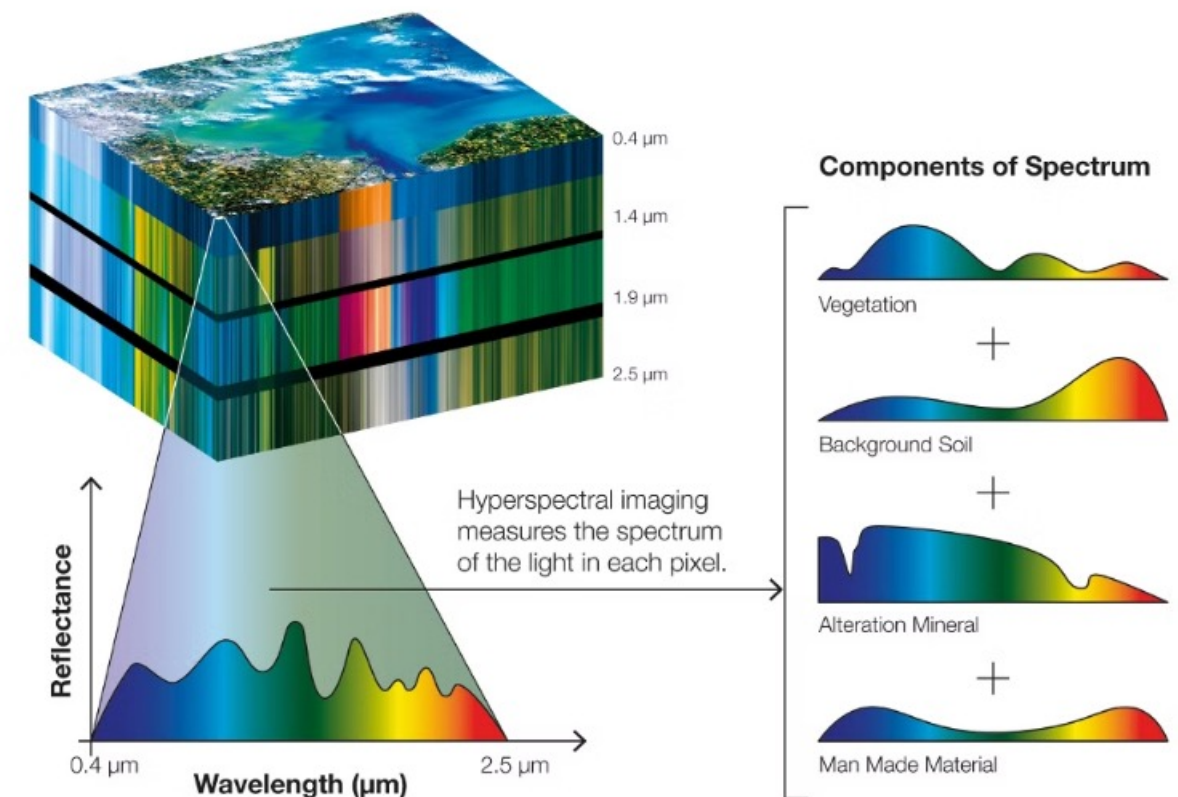 0.4 µm
1.4 µm
1.9 µm
2.5 µm
Components of Spectrum
Vegetation
+
Background Soil
+
Alteration Mineral
+
Man Made Material
Hyperspectral imaging
measures the spectrum
of the light in each pixel.
Reflectance
0.4 µm
2.5 µm
Wavelength (µm)